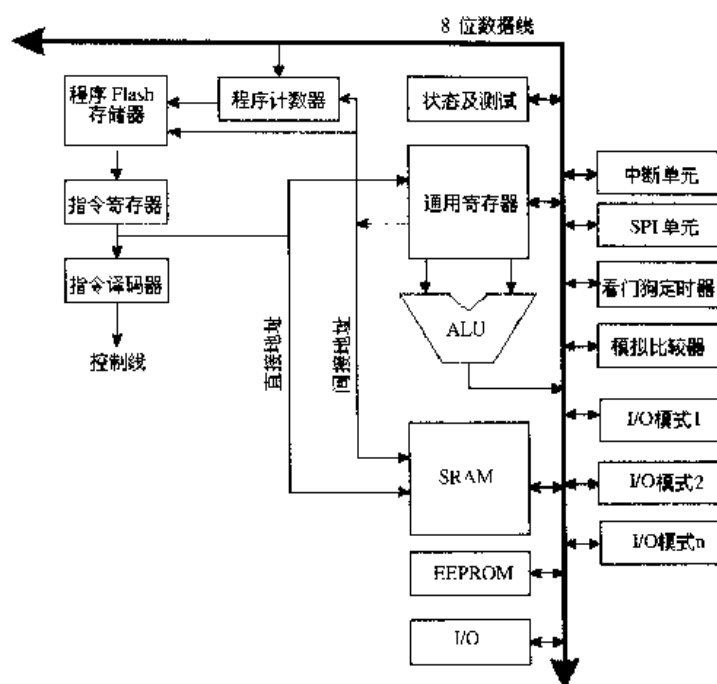 8 位数据线
程序 Flash
存储器
程序计数器
状态及测试
中断单元
通用寄存器
指令寄存器
SPI 单元
指令译码器
看门狗定时器
ALU
控制线
直接地址
间接地址
模拟比较器
I/O模式1
SRAM
I/O模式2
I/O模式n
EEPROM
I/O